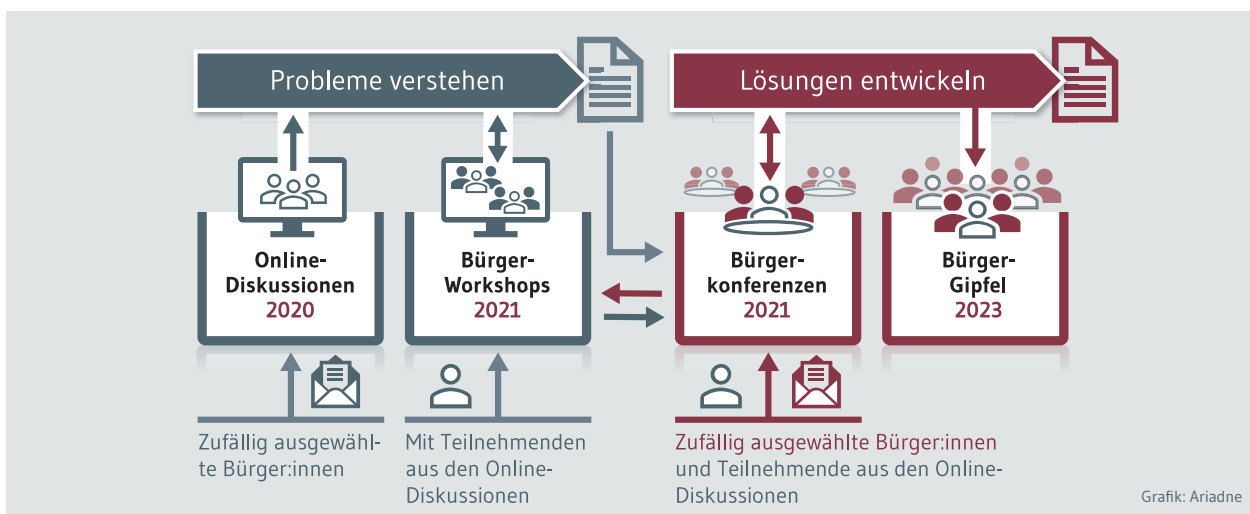 Probleme verstehen
Lösungen entwickeln
Online-
Diskussionen
2020
Bürger-
Workshops
2021
Bürger-
konferenzen
2021
Bürger-
Gipfel
2023
Zufällig ausgewähl-
te Bürger:innen
Mit Teilnehmenden
aus den Online-
Diskussionen
Zufällig ausgewählte Bürger:innen
und Teilnehmende aus den Online-
Diskussionen
Grafik: Ariadne